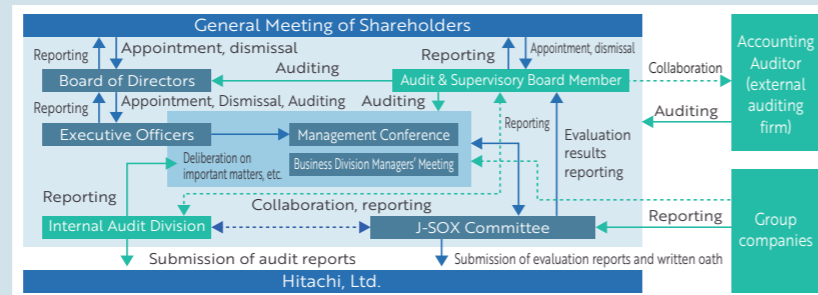 General Meeting of Shareholders
Reporting
Appointment, dismissal
Reporting
Appointment, dismissal
Board of Directors
Auditing
Audit & Supervisory Board Member
Collaboration
Accounting
Auditor
(external
auditing
firm)
Reporting
Appointment, Dismissal, Auditing
Auditing
Auditing
Executive Officers
Management Conference
Reporting
Evaluation
results
reporting
Deliberation on
important matters, etc.
Business Division Managers' Meeting
Reporting
Collaboration, reporting
Internal Audit Division
J-SOX Committee
Reporting
Group
companies
Submission of audit reports
Submission of evaluation reports and written oath
Hitachi, Ltd.